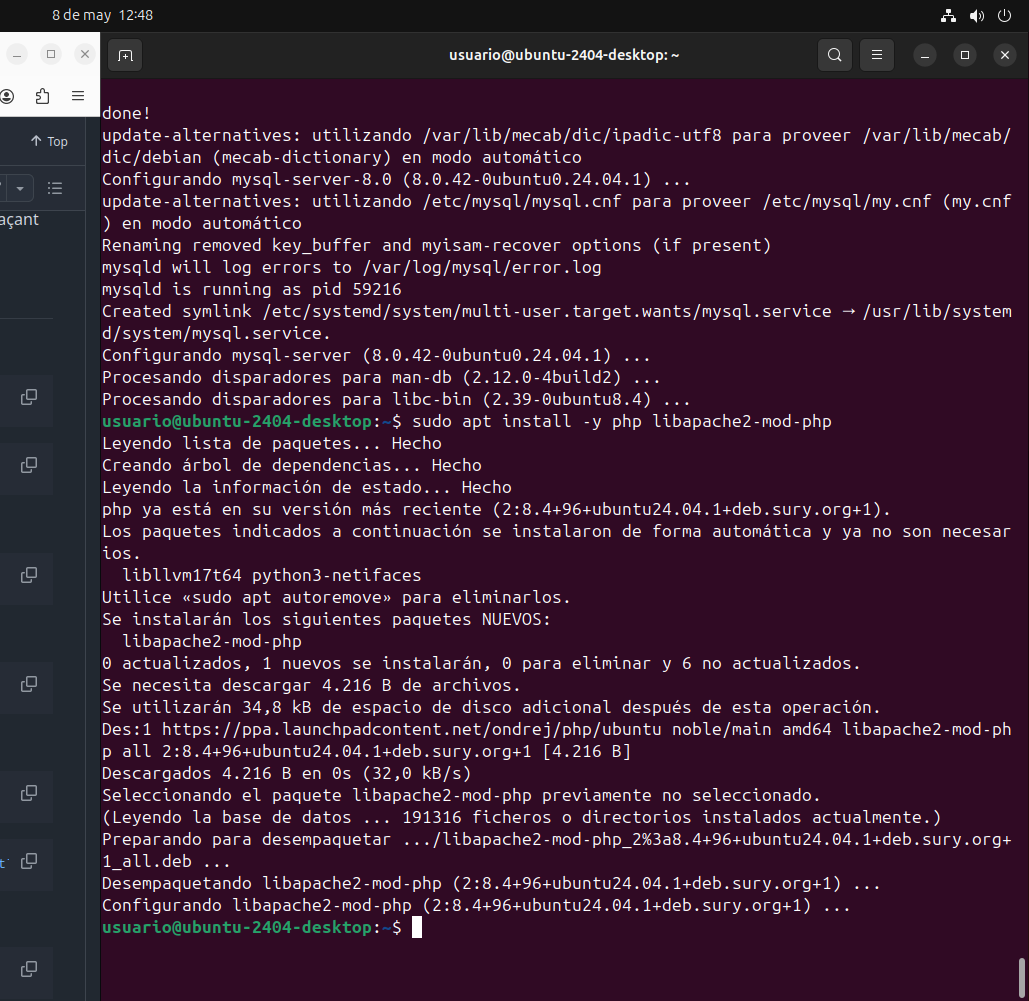 8 de may 12:48
usuario@ubuntu-2404-desktop: ~
Top
açant
done!
update-alternatives: utilizando /var/lib/mecab/dic/ipadic-utf8 para proveer /var/lib/mecab/
dic/debian (mecab-dictionary) en modo automático
Configurando mysql-server-8.0 (8.0.42-0ubuntu0.24.04.1) ...
update-alternatives: utilizando /etc/mysql/mysql.cnf para proveer /etc/mysql/my.cnf (my.cnf
) en modo automático
Renaming removed key_buffer and myisam-recover options (if present)
mysqld will log errors to /var/log/mysql/error.log
mysqld is running as pid 59216
Created symlink /etc/systemd/system/multi-user.target.wants/mysql.service → /usr/lib/system
d/system/mysql.service.
Configurando mysql-server (8.0.42-0ubuntu0.24.04.1) ...
Procesando disparadores para man-db (2.12.0-4build2) ...
Procesando disparadores para libc-bin (2.39-0ubuntu8.4) ...
usuario@ubuntu-2404-desktop:~$ sudo apt install -y php libapache2-mod-php
Leyendo lista de paquetes... Hecho
Creando árbol de dependencias... Hecho
Leyendo la información de estado... Hecho
php ya está en su versión más reciente (2:8.4+96+ubuntu24.04.1+deb.sury.org+1).
Los paquetes indicados a continuación se instalaron de forma automática y ya no son necesar
ios.
  libllvm17t64 python3-netifaces
Utilice «sudo apt autoremove» para eliminarlos.
Se instalarán los siguientes paquetes NUEVOS:
  libapache2-mod-php
0 actualizados, 1 nuevos se instalarán, 0 para eliminar y 6 no actualizados.
Se necesita descargar 4.216 B de archivos.
Se utilizarán 34,8 kB de espacio de disco adicional después de esta operación.
Des:1 https://ppa.launchpadcontent.net/ondrej/php/ubuntu noble/main amd64 libapache2-mod-ph
p all 2:8.4+96+ubuntu24.04.1+deb.sury.org+1 [4.216 B]
Descargados 4.216 B en 0s (32,0 kB/s)
Seleccionando el paquete libapache2-mod-php previamente no seleccionado.
(Leyendo la base de datos ... 191316 ficheros o directorios instalados actualmente.)
Preparando para desempaquetar .../libapache2-mod-php_2%3a8.4+96+ubuntu24.04.1+deb.sury.org+
1_all.deb ...
Desempaquetando libapache2-mod-php (2:8.4+96+ubuntu24.04.1+deb.sury.org+1) ...
Configurando libapache2-mod-php (2:8.4+96+ubuntu24.04.1+deb.sury.org+1) ...
usuario@ubuntu-2404-desktop:~$